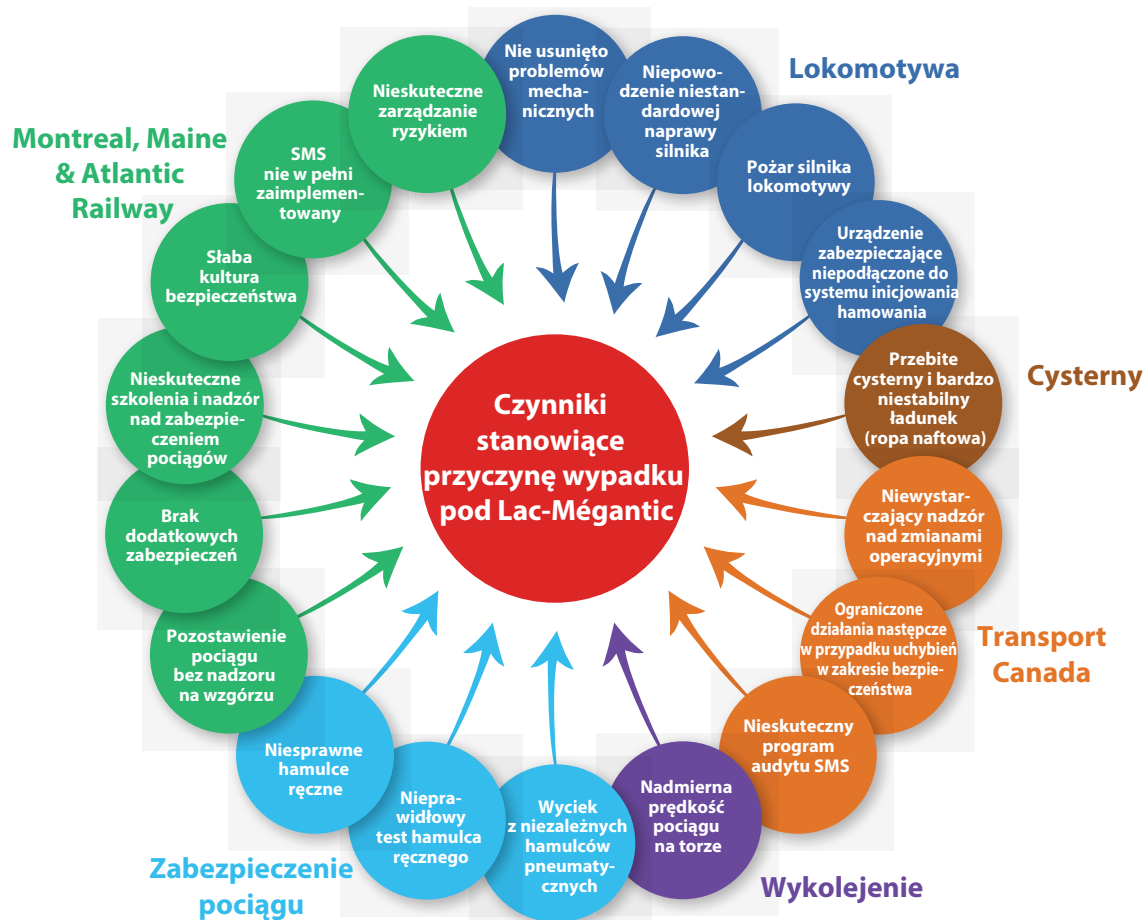 Czynniki
stanowiące
przyczynę wypadku
pod Lac-Mégantic
Lokomotywa
Nie usunięto
problemów
mecha-
nicznych
Niepowo-
dzenie niestan-
dardowej
naprawy
silnika
Pożar silnika
lokomotywy
Urządzenie
zabezpieczające
niepodłączone do
systemu inicjowania
hamowania
Cysterny
Przebite
cysterny i bardzo
niestabilny
ładunek
(ropa naftowa)
Transport
Canada
Niewystar-
czający nadzór
nad zmianami
operacyjnymi
Ograniczone
działania następcze
w przypadku uchybień
w zakresie bezpie-
czeństwa
Nieskuteczny
program
audytu SMS
Wykolejenie
Nadmierna
prędkość
pociągu
na torze
Zabezpieczenie
pociągu
Wyciek
z niezależnych
hamulców
pneumaty-
cznych
Niepra-
widłowy
test hamulca
ręcznego
Niesprawne
hamulce
ręczne
Montreal, Maine
& Atlantic
Railway
Pozostawienie
pociągu
bez nadzoru
na wzgórzu
Brak
dodatkowych
zabezpieczeń
Nieskuteczne
szkolenia i nadzór
nad zabezpie-
czeniem
pociągów
Słaba
kultura
bezpieczeństwa
SMS
nie w pełni
zaimplemen-
towany
Nieskuteczne
zarządzanie
ryzykiem